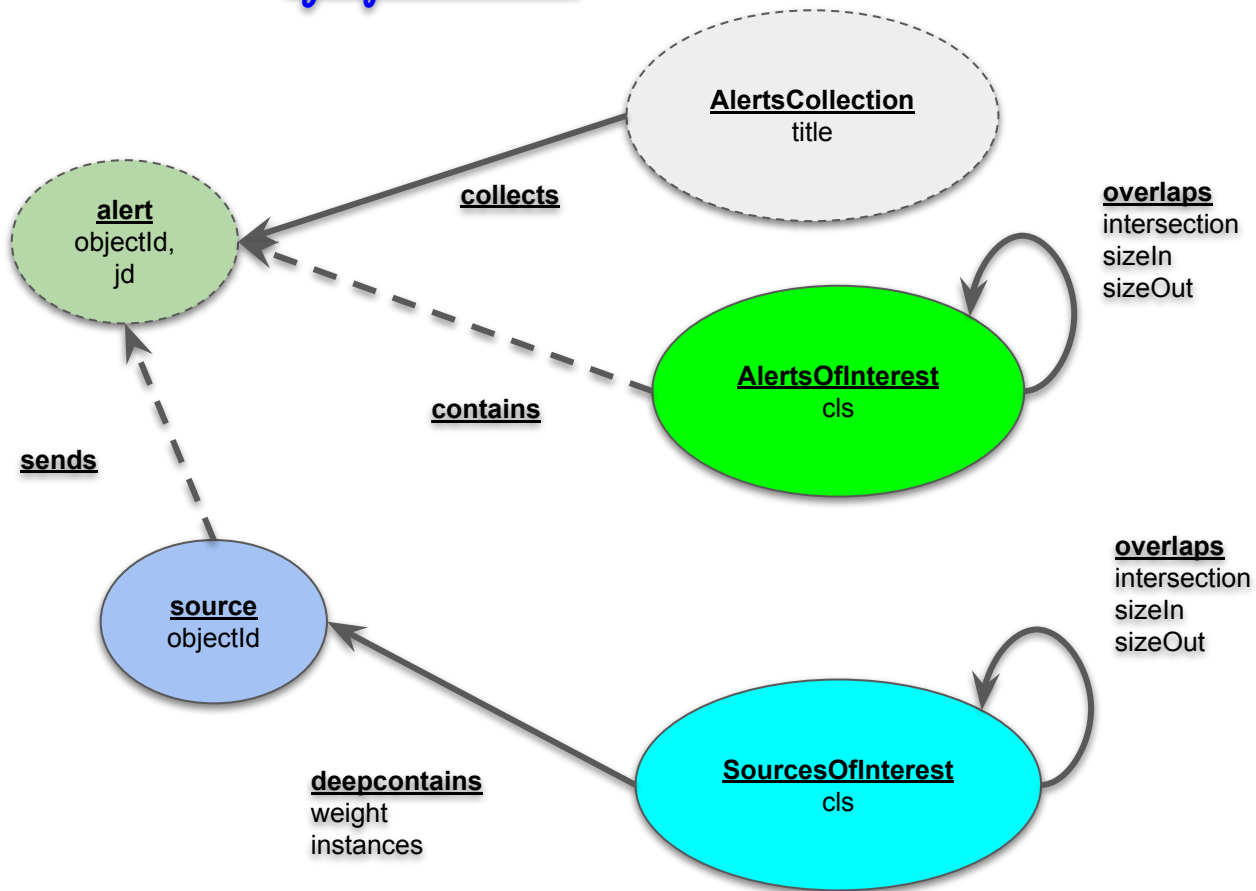 AlertsCollection
title
collects
alert
objectId,
jd
overlaps
intersection
sizeIn
sizeOut
AlertsOfInterest
cls
contains
sends
source
objectId
overlaps
intersection
sizeIn
sizeOut
deepcontains
weight
instances
SourcesOfInterest
cls